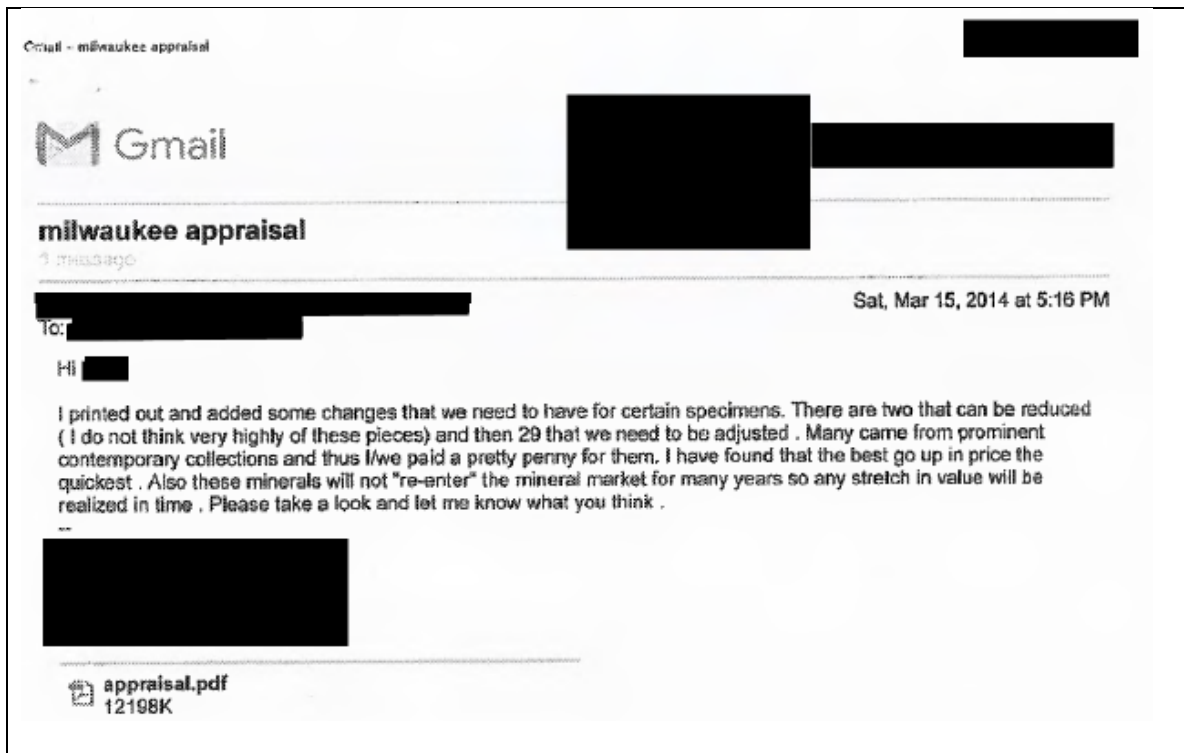 Gmail - milwaukee appraisal
Gmail
milwaukee appraisal
Sat, Mar 15, 2014 at 5:16 PM
To:
Hi
I printed out and added some changes that we need to have for certain specimens. There are two that can be reduced
( I do not think very highly of these pieces) and then 29 that we need to be adjusted . Many came from prominent
contemporary collections and thus I/we paid a pretty penny for them. I have found that the best go up in price the
quickest . Also these minerals will not "re-enter" the mineral market for many years so any stretch in value will be
realized in time . Please take a look and let me know what you think .
--
appraisal.pdf
12198K